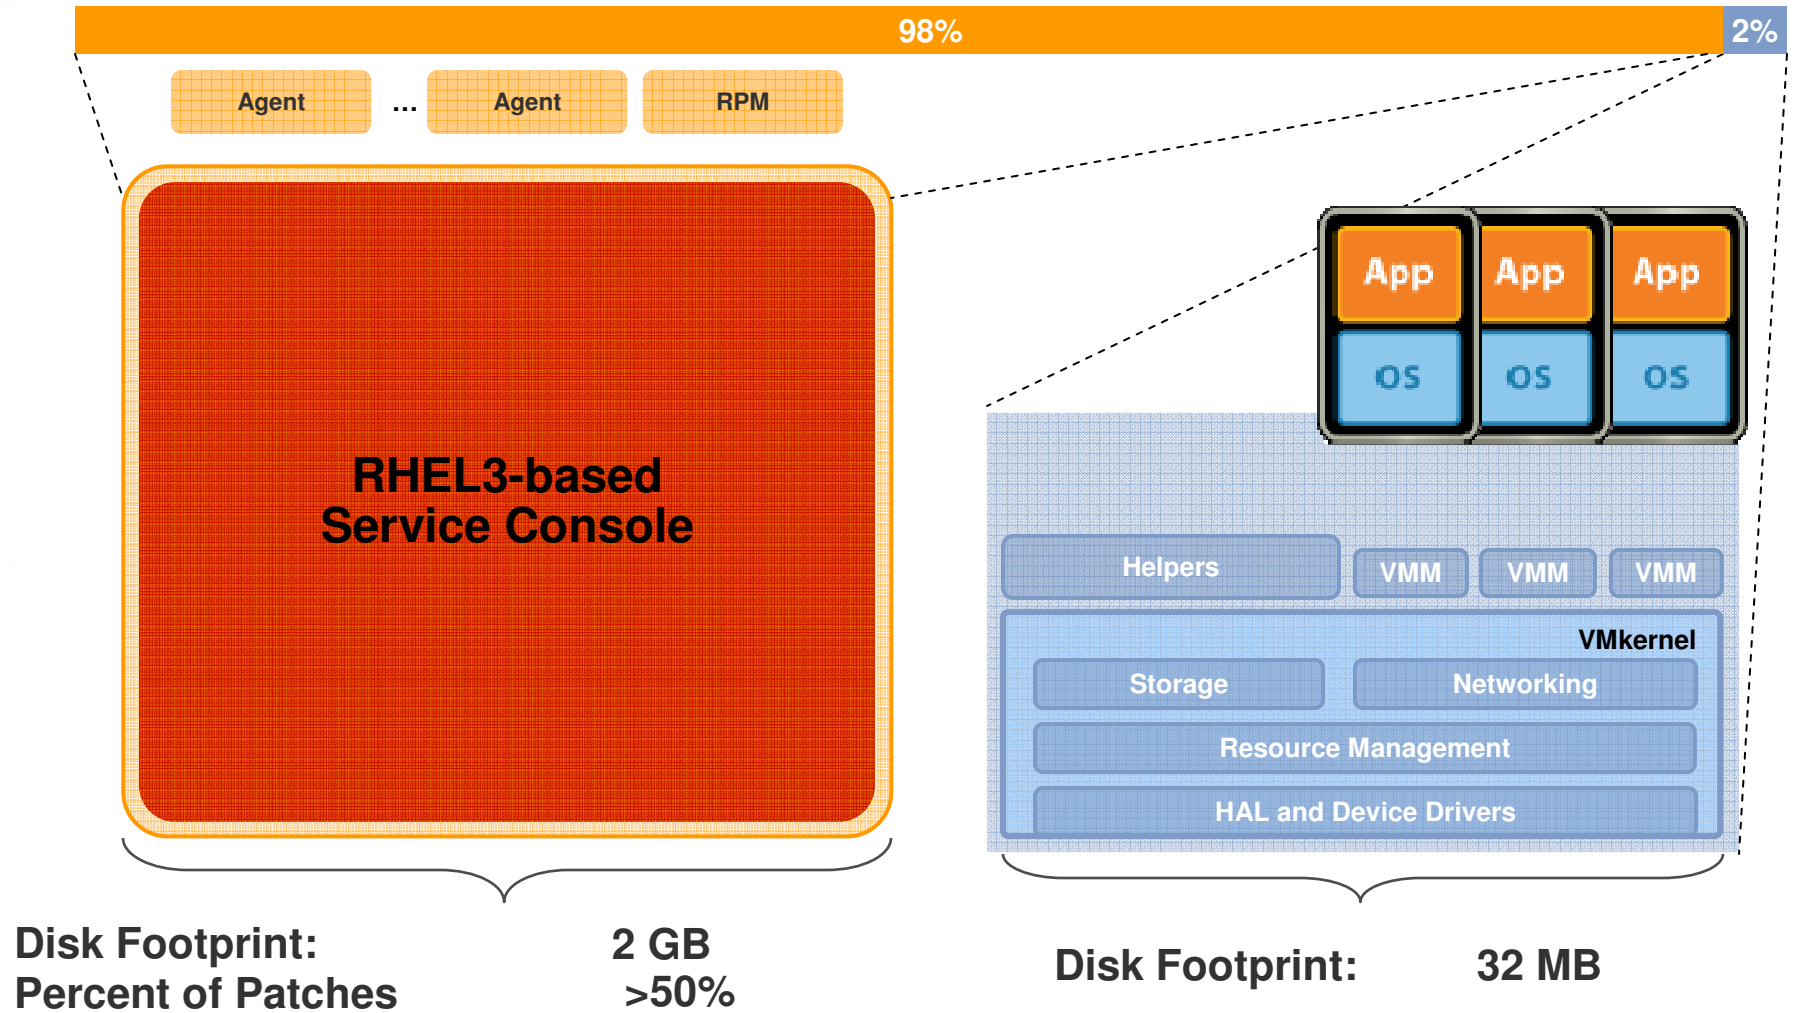 98%
2%
Agent
...
Agent
RPM
App
App
App
OS
OS
OS
RHEL3-based
Service Console
Helpers
VMM
VMM
VMM
VMkernel
Storage
Networking
Resource Management
HAL and Device Drivers
Disk Footprint: 2 GB
Percent of Patches >50%
Disk Footprint: 32 MB